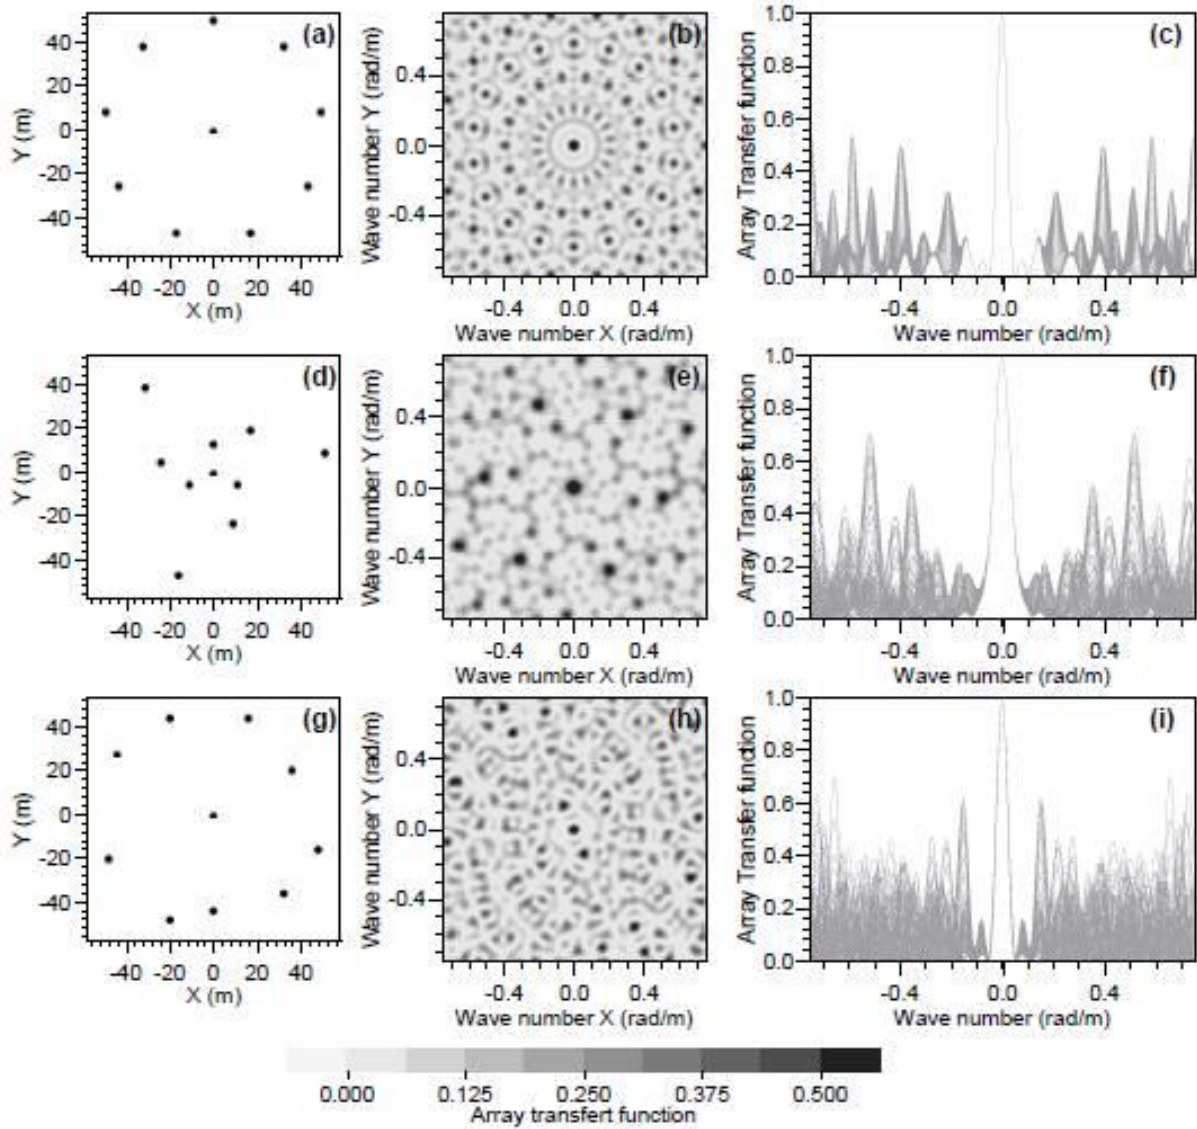 (a)
Y (m)
40
20
0
-20
-40
-40 -20 0 20 40
X (m)
(b)
Wave number Y (rad/m)
0.4
0.0
-0.4
-0.4 0.0 0.4
Wave number X (rad/m)
(c)
Array Transfer function
1.0
0.8
0.6
0.4
0.2
0.0
-0.4 0.0 0.4
Wave number (rad/m)
(d)
Y (m)
40
20
0
-20
-40
-40 -20 0 20 40
X (m)
(e)
Wave number Y (rad/m)
0.4
0.0
-0.4
-0.4 0.0 0.4
Wave number X (rad/m)
(f)
Array Transfer function
1.0
0.8
0.6
0.4
0.2
0.0
-0.4 0.0 0.4
Wave number (rad/m)
(g)
Y (m)
40
20
0
-20
-40
-40 -20 0 20 40
X (m)
(h)
Wave number Y (rad/m)
0.4
0.0
-0.4
-0.4 0.0 0.4
Wave number X (rad/m)
(i)
Array Transfer function
1.0
0.8
0.6
0.4
0.2
0.0
-0.4 0.0 0.4
Wave number (rad/m)
0.000 0.125 0.250 0.375 0.500
Array transfert function